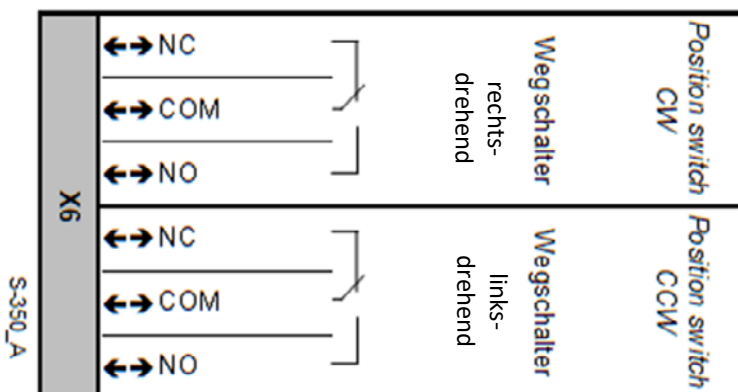 X6
S-350_A
NC
COM
NO
rechts-
drehend
Wegschalter
Position switch
CW
NC
COM
NO
links-
drehend
Wegschalter
Position switch
CCW